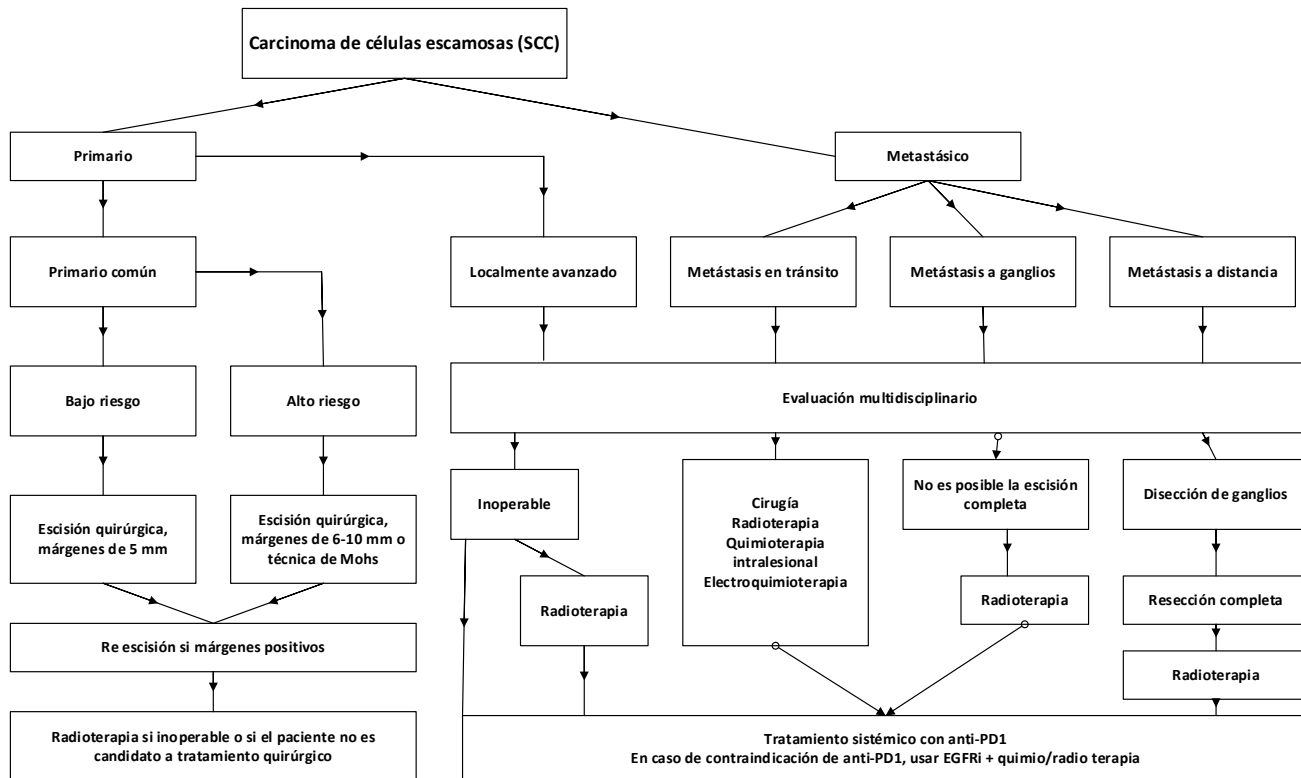 Carcinoma de células escamosas (SCC)
Primario
Metastásico
Primario común
Localmente avanzado
Metástasis en tránsito
Metástasis a ganglios
Metástasis a distancia
Bajo riesgo
Alto riesgo
Evaluación multidisciplinario
Inoperable
Cirugía
Radioterapia
Quimioterapia
intralesional
Electroquimioterapia
No es posible la escisión
completa
Disección de ganglios
Escisión quirúrgica,
márgenes de 5 mm
Escisión quirúrgica,
márgenes de 6-10 mm o
técnica de Mohs
Radioterapia
Radioterapia
Resección completa
Re escisión si márgenes positivos
Radioterapia
Radioterapia si inoperable o si el paciente no es
candidato a tratamiento quirúrgico
Tratamiento sistémico con anti-PD1
En caso de contraindicación de anti-PD1, usar EGFRi + quimio/radio terapia